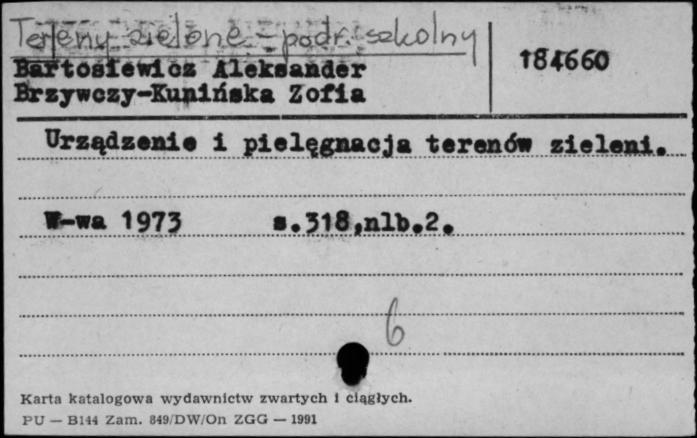 Tereny zielone - podr. szkolny
Bartosiewicz Aleksander
184660
Brzywczy-Kunińska Zofia
Urządzenie i pielęgnacja terenów zieleni.
W-wa 1973 s.318,nlb.2.
6
Karta katalogowa wydawnictw zwartych i ciągłych.
PU — B144 Zam. 849/DW/On ZGG — 1991